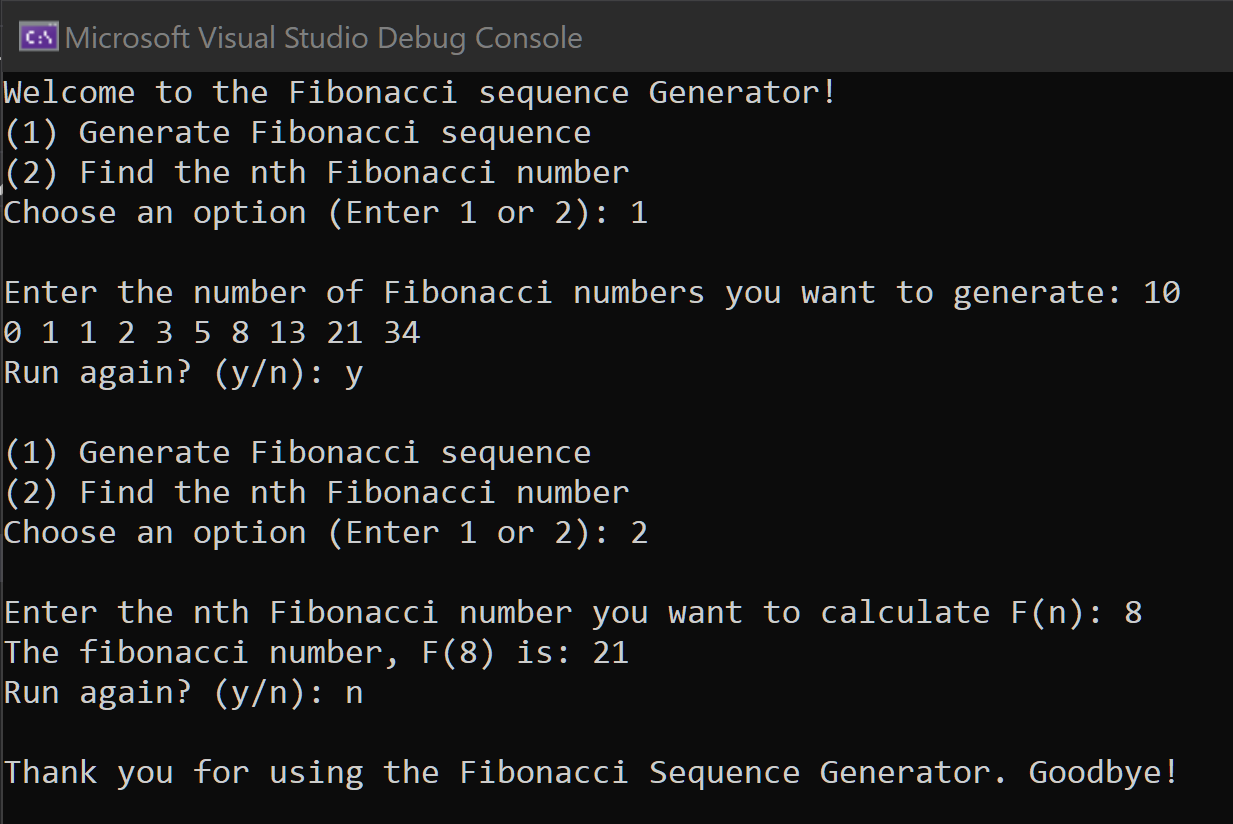 C:\ Microsoft Visual Studio Debug Console
Welcome to the Fibonacci sequence Generator!
(1) Generate Fibonacci sequence
(2) Find the nth Fibonacci number
Choose an option (Enter 1 or 2): 1
Enter the number of Fibonacci numbers you want to generate: 10
0 1 1 2 3 5 8 13 21 34
Run again? (y/n): y
(1) Generate Fibonacci sequence
(2) Find the nth Fibonacci number
Choose an option (Enter 1 or 2): 2
Enter the nth Fibonacci number you want to calculate F(n): 8
The fibonacci number, F(8) is: 21
Run again? (y/n): n
Thank you for using the Fibonacci Sequence Generator. Goodbye!